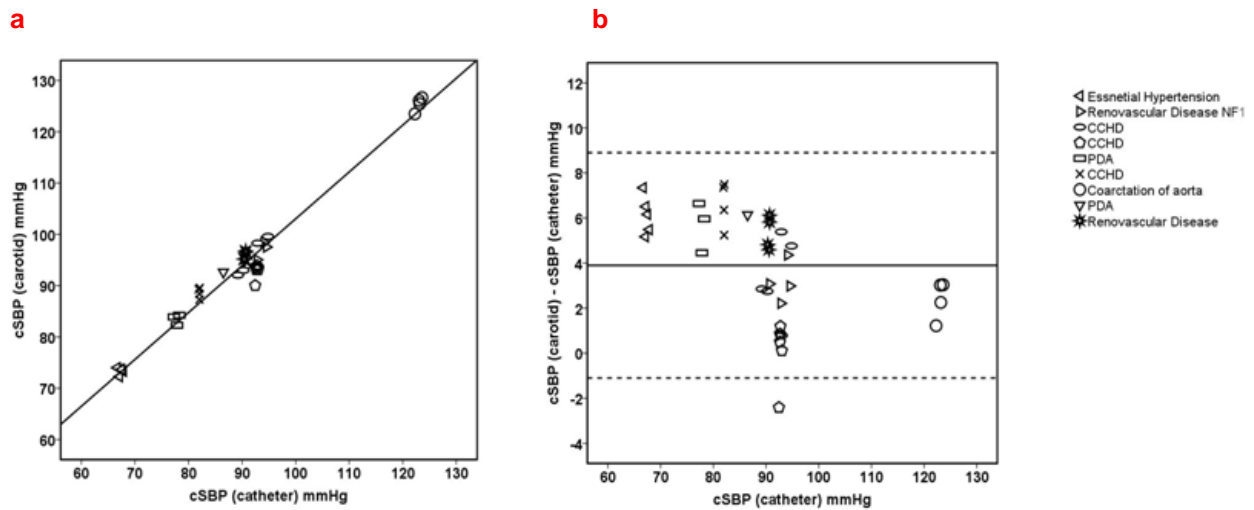 a
b
130
120
110
100
90
80
70
60
cSBP (carotid) mmHg
60 70 80 90 100 110 120 130
cSBP (catheter) mmHg
12
10
8
6
4
2
0
-2
-4
cSBP (carotid) - cSBP (catheter) mmHg
60 70 80 90 100 110 120 130
cSBP (catheter) mmHg
Essnetial Hypertension
Renovascular Disease NF1
CCHD
CCHD
PDA
CCHD
Coarctation of aorta
PDA
Renovascular Disease